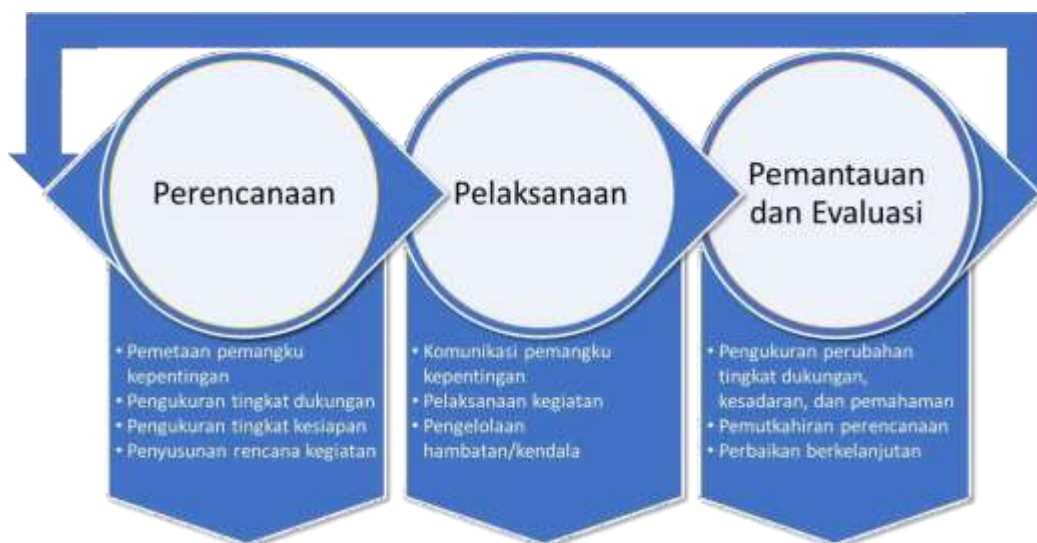 Perencanaan
• Pemetaan pemangku
kepentingan
• Pengukuran tingkat dukungan
• Pengukuran tingkat kesiapan
• Penyusunan rencana kegiatan
Pelaksanaan
• Komunikasi pemangku
kepentingan
• Pelaksanaan kegiatan
• Pengelolaan
hambatan/kendala
Pemantauan
dan Evaluasi
• Pengukuran perubahan
tingkat dukungan,
kesadaran, dan pemahaman
• Pemutkahiran perencanaan
• Perbaikan berkelanjutan